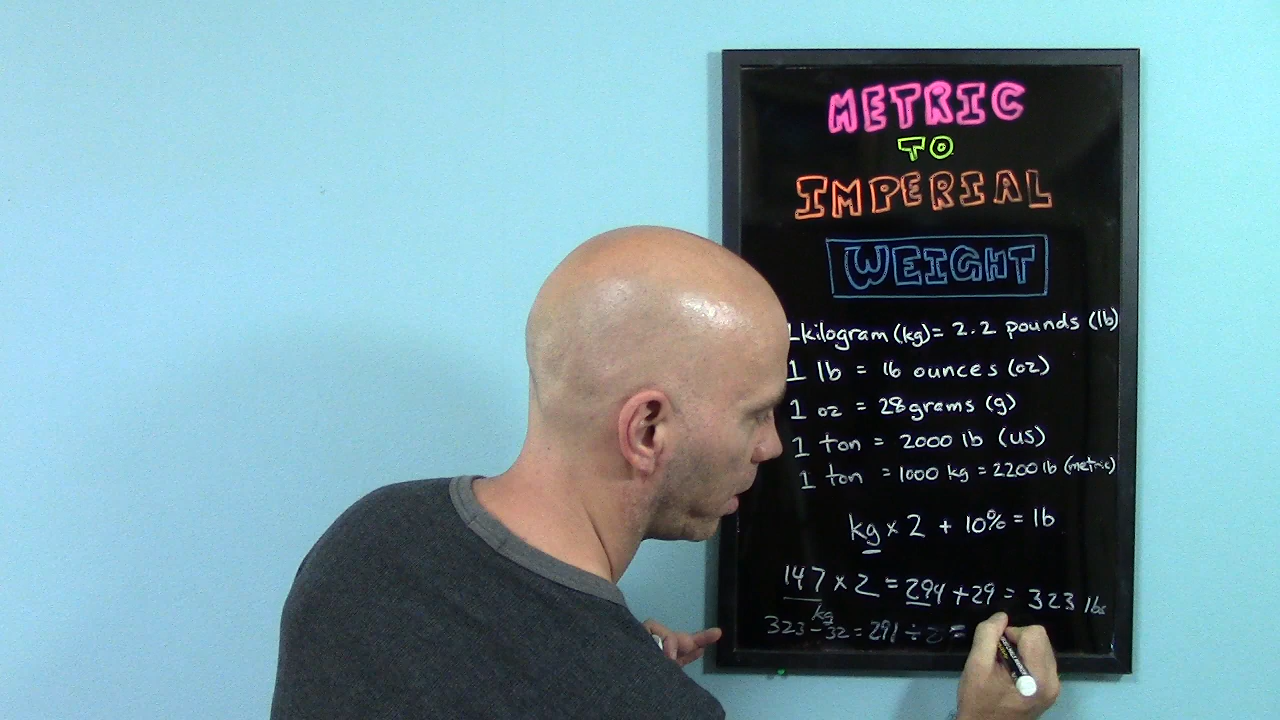 METRIC
TO
IMPERIAL
WEIGHT
1 kilogram (kg) = 2.2 pounds (lb)
1 lb = 16 ounces (oz)
1 oz = 28 grams (g)
1 ton = 2000 lb (us)
1 ton = 1000 kg = 2200 lb (metric)
kg × 2 + 10% = lb
147 × 2 = 294 + 29 = 323 lbs
kg
323 - 32 = 291 ÷ 2 =